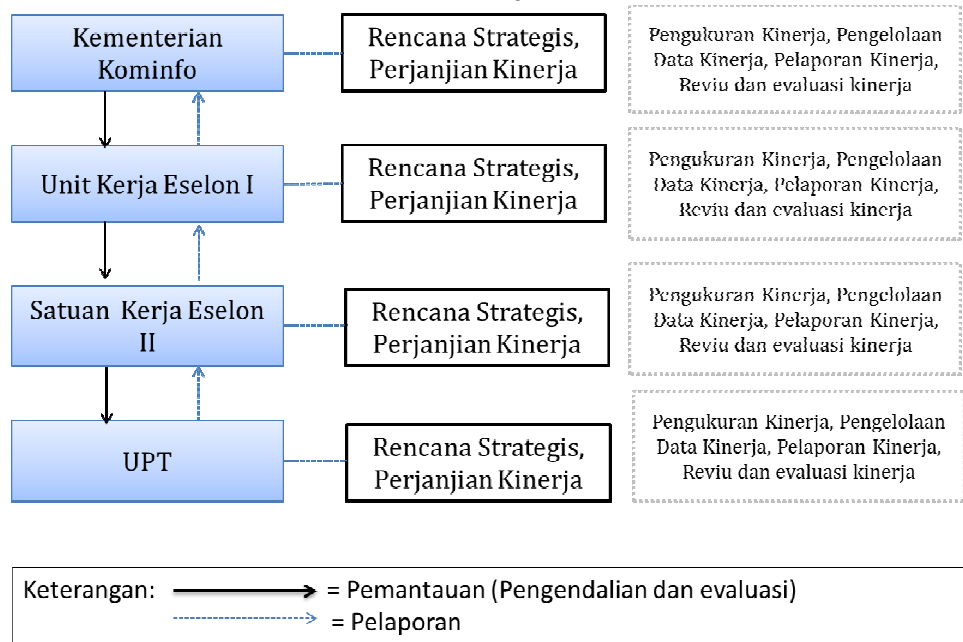 Kementerian
Kominfo
Rencana Strategis,
Perjanjian Kinerja
Pengukuran Kinerja, Pengelolaan
Data Kinerja, Pelaporan Kinerja,
Reviu dan evaluasi kinerja
Unit Kerja Eselon I
Rencana Strategis,
Perjanjian Kinerja
Pengukuran Kinerja, Pengelolaan
Data Kinerja, Pelaporan Kinerja,
Reviu dan evaluasi kinerja
Satuan Kerja Eselon
II
Rencana Strategis,
Perjanjian Kinerja
Pengukuran Kinerja, Pengelolaan
Data Kinerja, Pelaporan Kinerja,
Reviu dan evaluasi kinerja
UPT
Rencana Strategis,
Perjanjian Kinerja
Pengukuran Kinerja, Pengelolaan
Data Kinerja, Pelaporan Kinerja,
Reviu dan evaluasi kinerja
Keterangan: = Pemantauan (Pengendalian dan evaluasi)
= Pelaporan